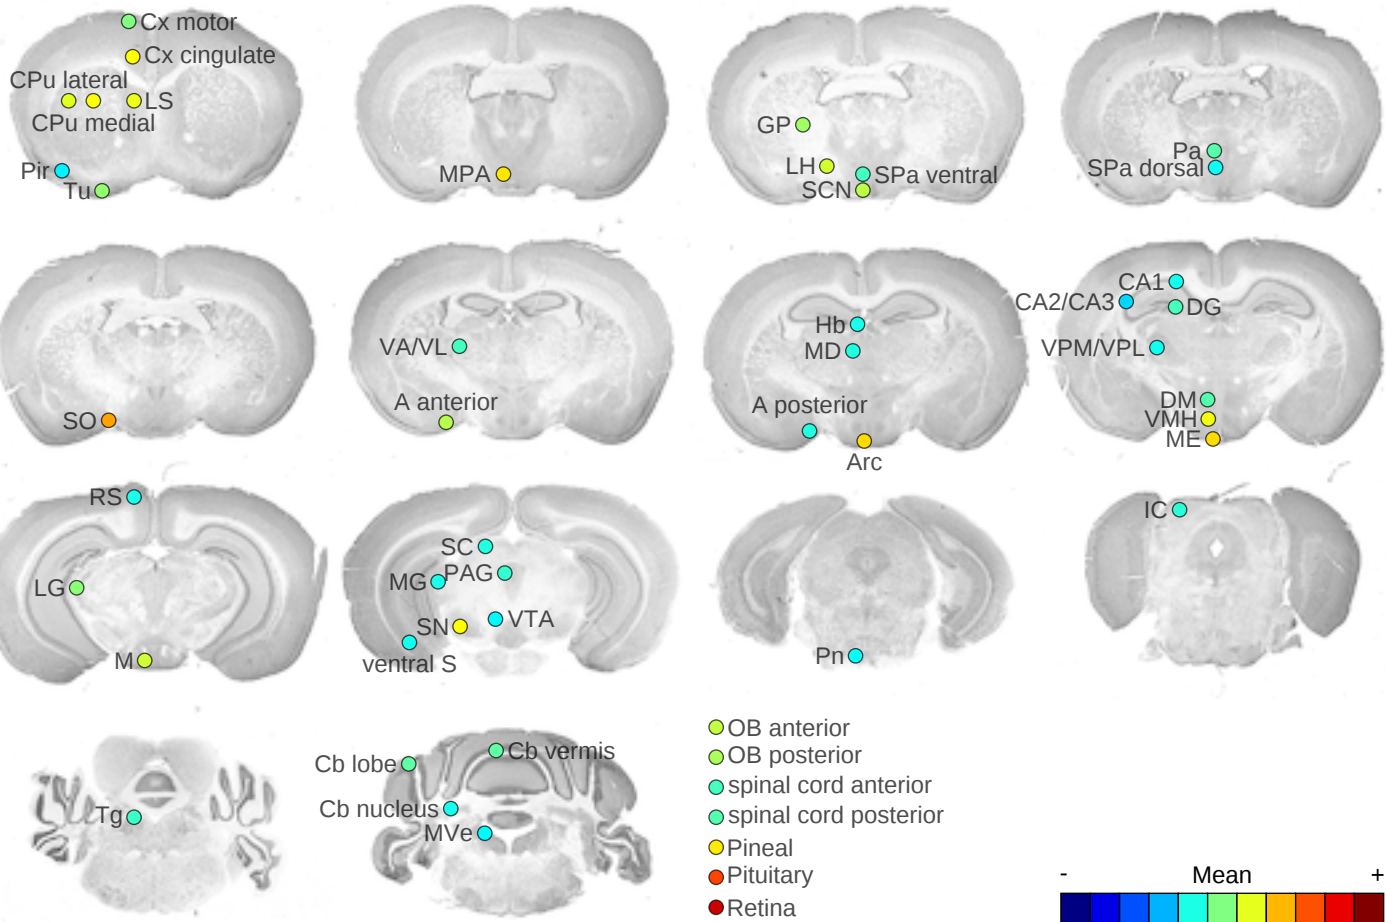 Cx motor
Cx cingulate
CPu lateral
LS
CPu medial
Pir
Tu
MPA
GP
LH
SPa ventral
SCN
Pa
SPa dorsal
SO
VA/VL
A anterior
Hb
MD
A posterior
Arc
CA1
CA2/CA3
DG
VPM/VPL
DM
VMH
ME
RS
LG
M
SC
MG
PAG
SN
VTA
ventral S
Pn
IC
Tg
Cb lobe
Cb vermis
Cb nucleus
MVe
OB anterior
OB posterior
spinal cord anterior
spinal cord posterior
Pineal
Pituitary
Retina
- Mean +